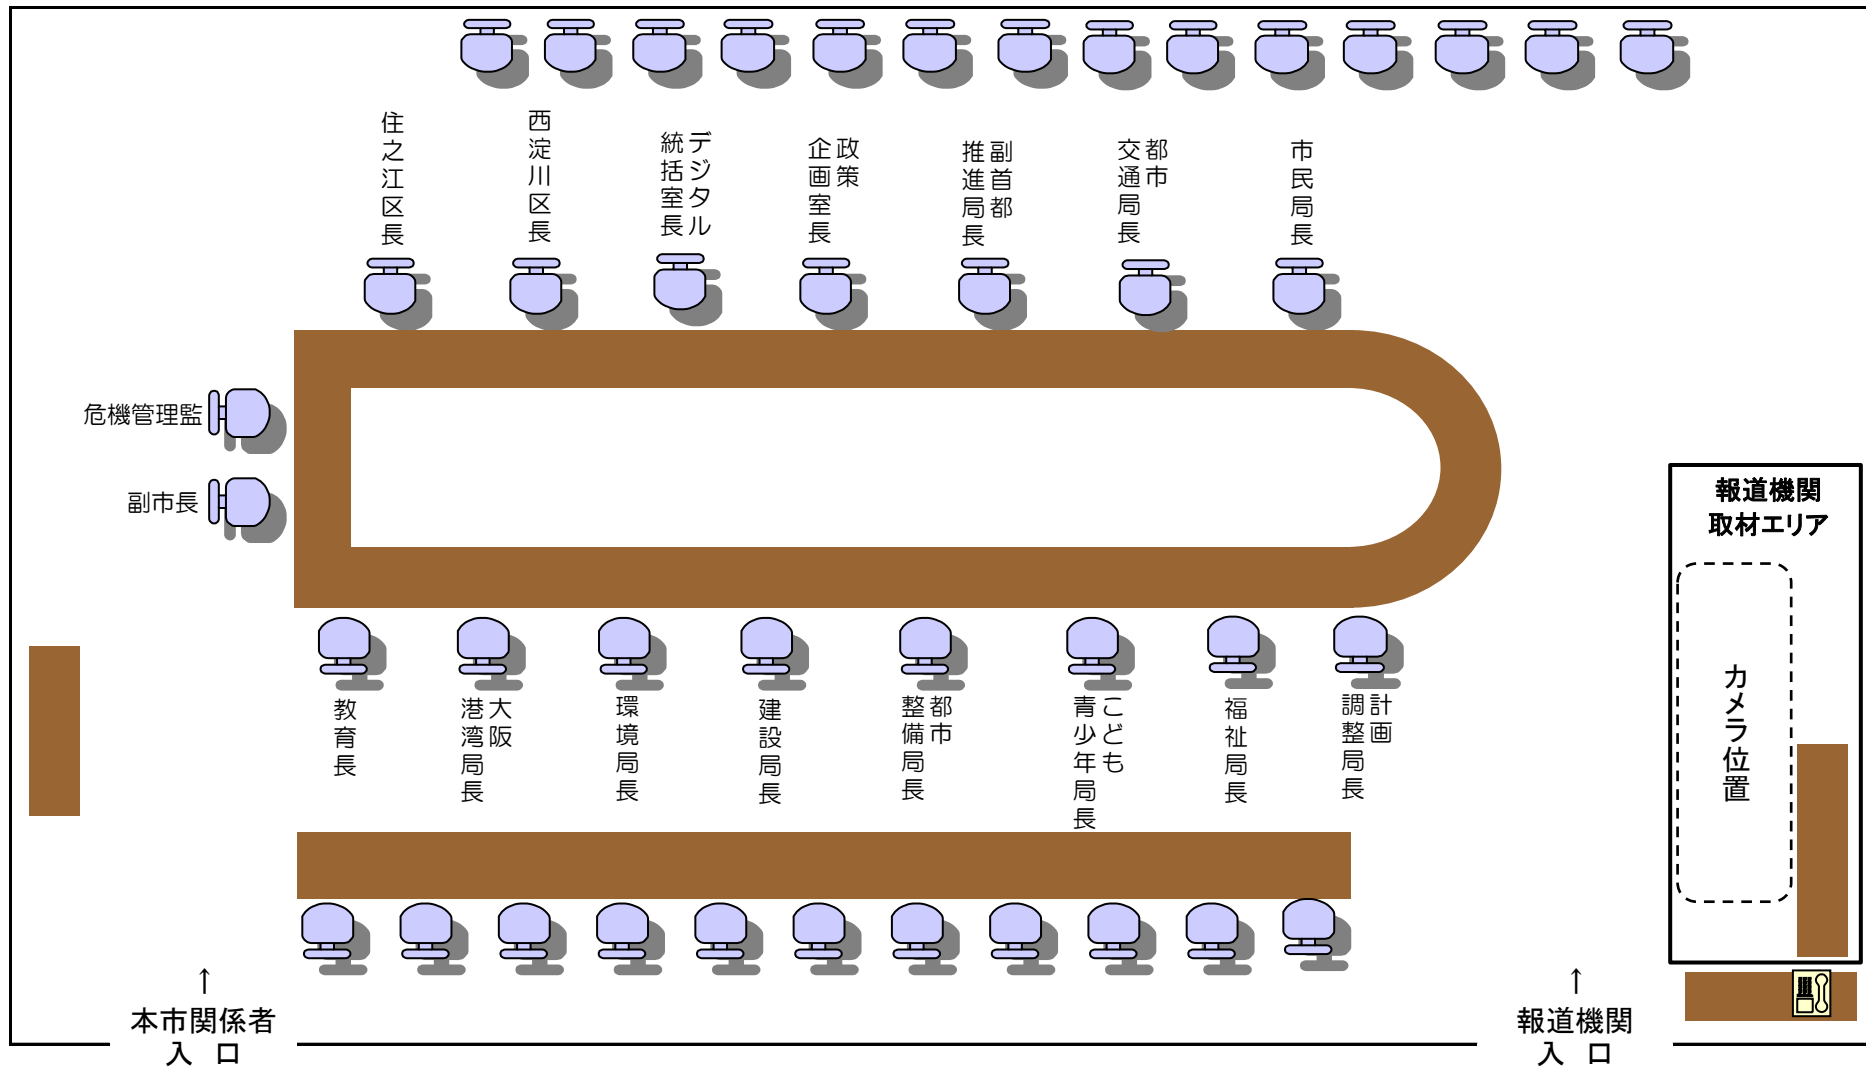 住之江区長
西淀川区長
デジタル
統括室長
政策
企画室長
副首都
推進局長
都市
交通局長
市民局長
危機管理監
副市長
報道機関
取材エリア
カメラ位置
教育長
大阪
港湾局長
環境局長
建設局長
都市
整備局長
こども
青少年局長
福祉局長
計画
調整局長
↑
本市関係者
入　口
↑
報道機関
入　口